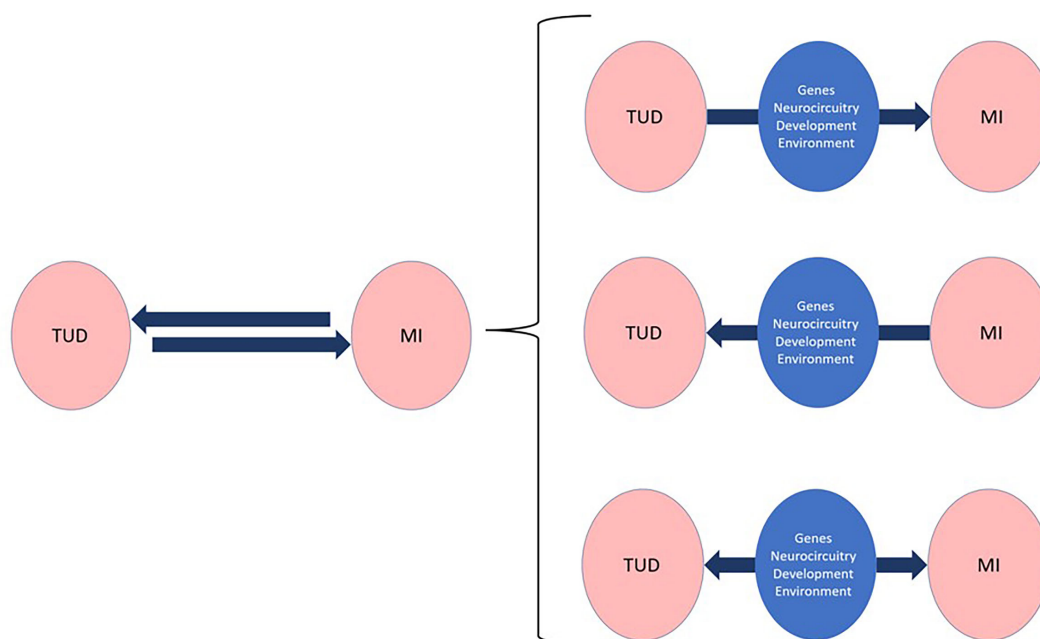 TUD
MI
TUD
Genes
Neurocircuitry
Development
Environment
MI
TUD
Genes
Neurocircuitry
Development
Environment
MI
TUD
Genes
Neurocircuitry
Development
Environment
MI